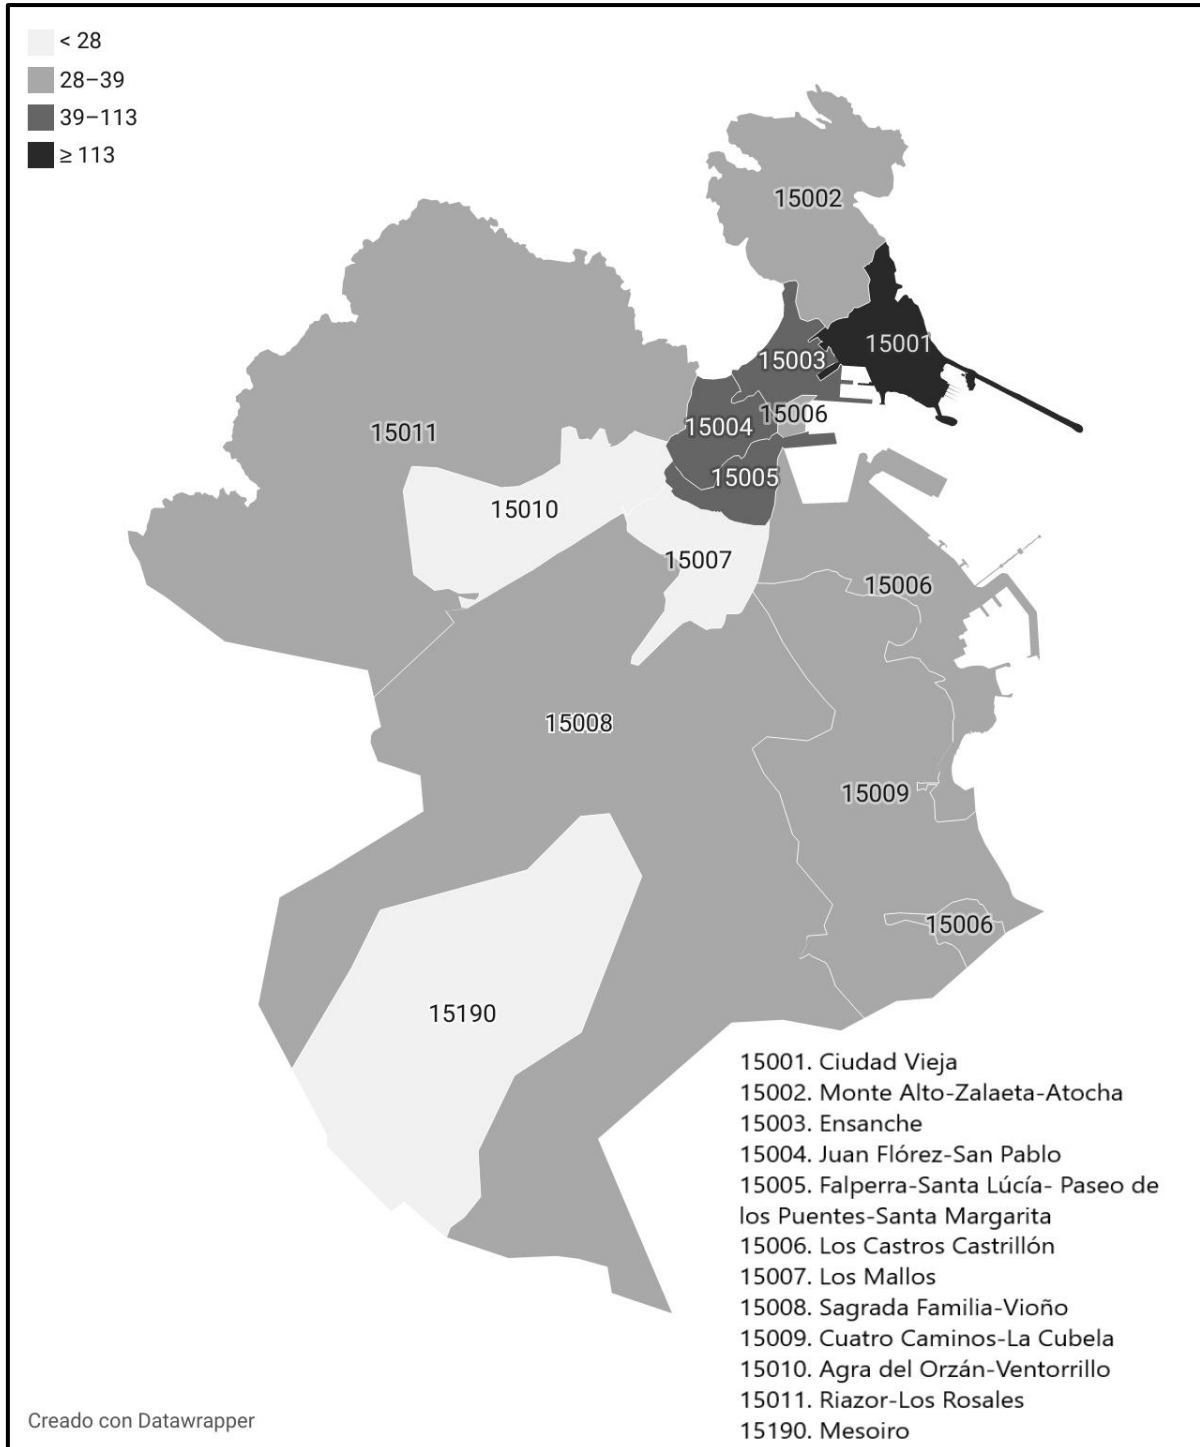 < 28
28–39
39–113
≥ 113
15002
15001
15003
15006
15004
15011
15005
15010
15007
15006
15008
15009
15006
15190
15001. Ciudad Vieja
15002. Monte Alto-Zalaeta-Atocha
15003. Ensanche
15004. Juan Flórez-San Pablo
15005. Falperra-Santa Lúcía- Paseo de
los Puentes-Santa Margarita
15006. Los Castros Castrillón
15007. Los Mallos
15008. Sagrada Familia-Vioño
15009. Cuatro Caminos-La Cubela
15010. Agra del Orzán-Ventorrillo
15011. Riazor-Los Rosales
15190. Mesoiro
Creado con Datawrapper